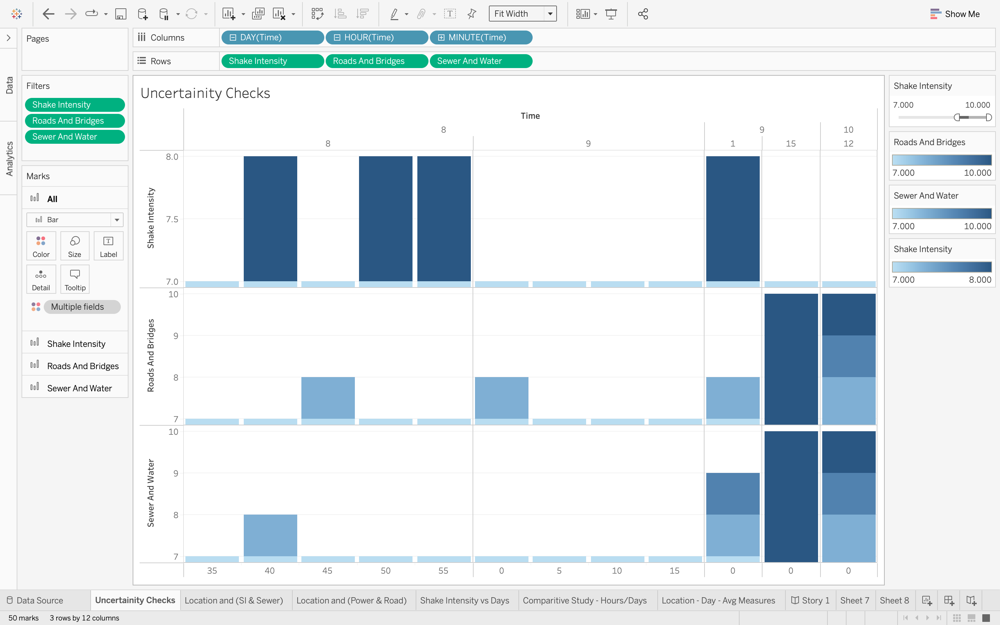 Fit Width
Show Me
Pages
Columns
DAY(Time)
HOUR(Time)
MINUTE(Time)
Rows
Shake Intensity
Roads And Bridges
Sewer And Water
Data
Analytics
Filters
Shake Intensity
Roads And Bridges
Sewer And Water
Marks
All
Bar
Color
Size
Label
Detail
Tooltip
Multiple fields
Shake Intensity
Roads And Bridges
Sewer And Water
Uncertainity Checks
Time
8 9 10
8 9 1 15 12
Shake Intensity
8.0
7.5
7.0
Roads And Bridges
10
9
8
7
Sewer And Water
10
9
8
7
35 40 45 50 55 0 5 10 15 0 0 0
Shake Intensity
7.000 10.000
Roads And Bridges
7.000 10.000
Sewer And Water
7.000 10.000
Shake Intensity
7.000 8.000
Data Source
Uncertainity Checks
Location and (SI & Sewer)
Location and (Power & Road)
Shake Intensity vs Days
Comparitive Study - Hours/Days
Location - Day - Avg Measures
Story 1
Sheet 7
Sheet 8
50 marks 3 rows by 12 columns